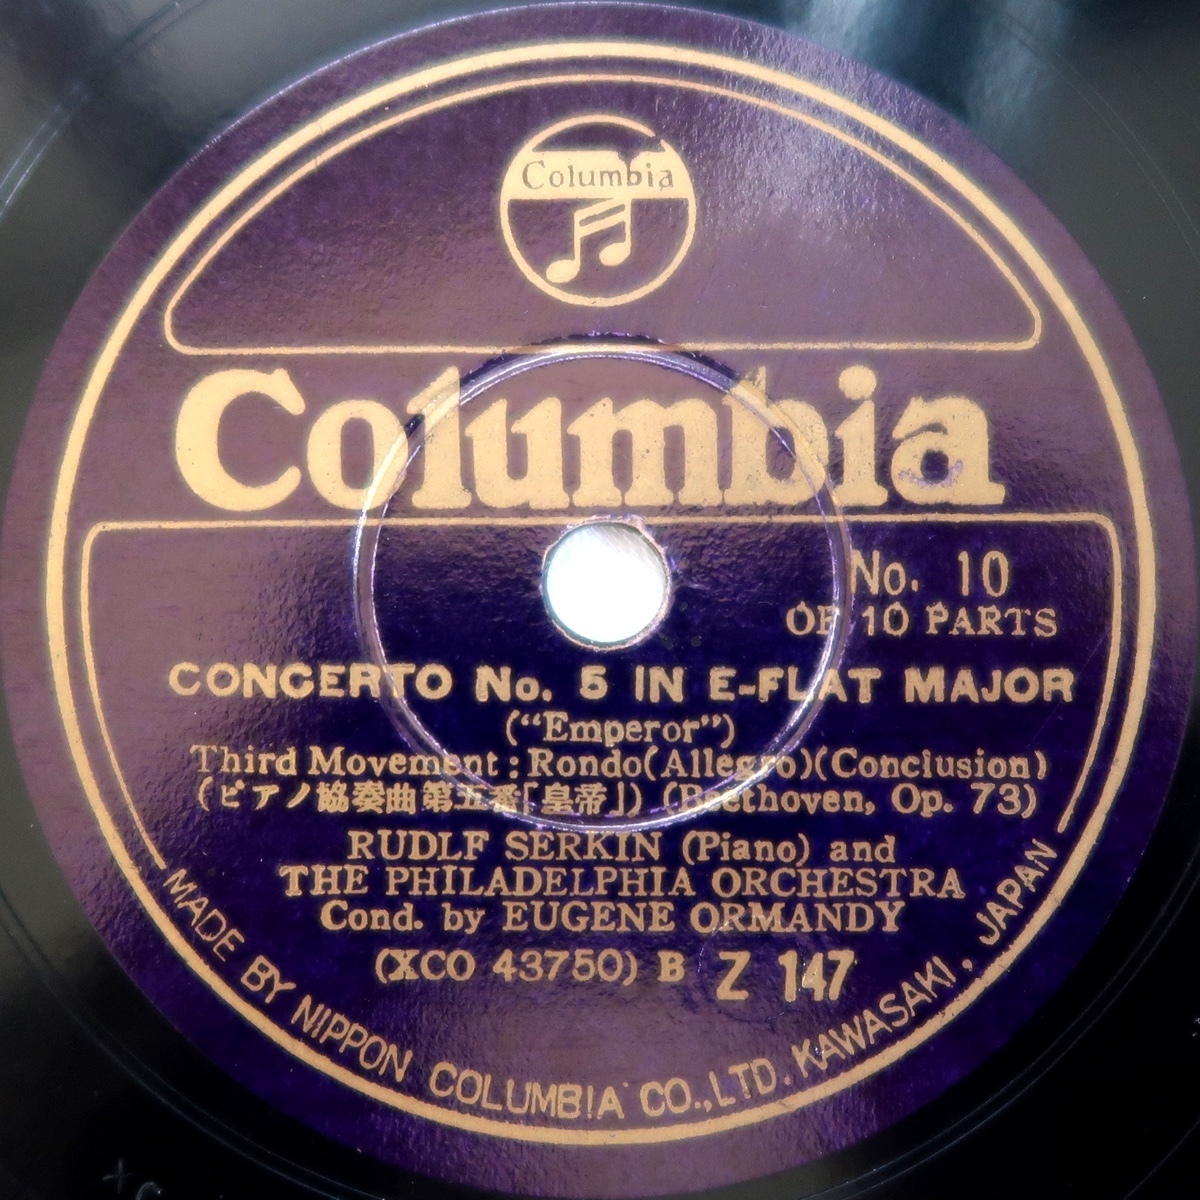 Columbia
Columbia
No. 10
OF 10 PARTS
CONCERTO No. 5 IN E-FLAT MAJOR
(“Emperor”)
Third Movement : Rondo (Allegro) (Conclusion)
(ピアノ協奏曲第五番「皇帝」) (Beethoven, Op. 73)
RUDLF SERKIN (Piano) and
THE PHILADELPHIA ORCHESTRA
Cond. by EUGENE ORMANDY
(XCO 43750) B Z 147
MADE BY NIPPON COLUMBIA CO., LTD. KAWASAKI, JAPAN